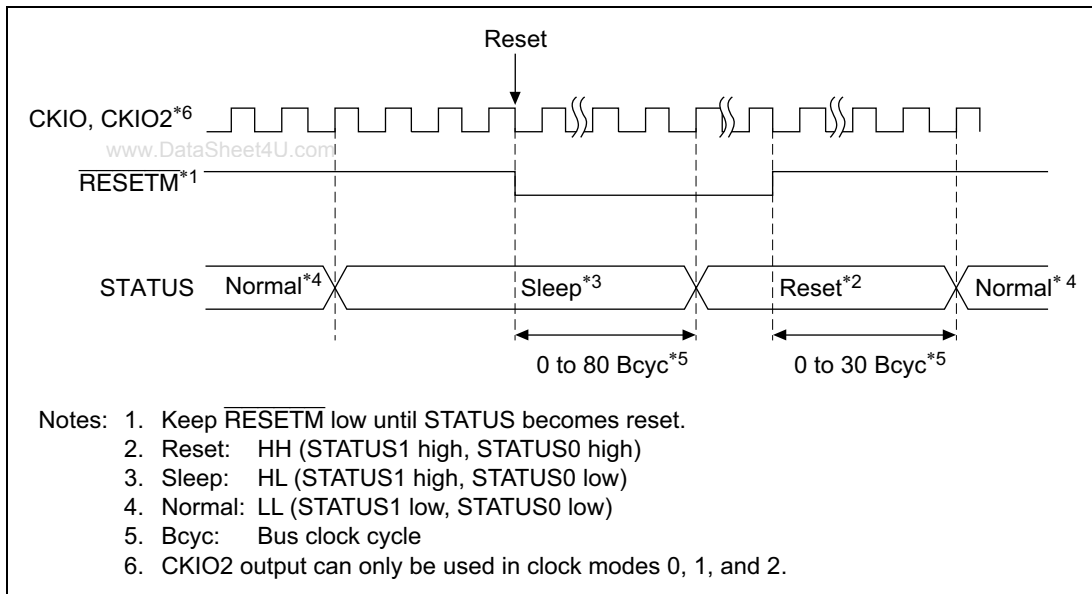 Reset
CKIO, CKIO2*6
www.DataSheet4U.com
RESETM*1
STATUS Normal*4 Sleep*3 Reset*2 Normal*4
0 to 80 Bcyc*5 0 to 30 Bcyc*5
Notes: 1. Keep RESETM low until STATUS becomes reset.
2. Reset: HH (STATUS1 high, STATUS0 high)
3. Sleep: HL (STATUS1 high, STATUS0 low)
4. Normal: LL (STATUS1 low, STATUS0 low)
5. Bcyc: Bus clock cycle
6. CKIO2 output can only be used in clock modes 0, 1, and 2.